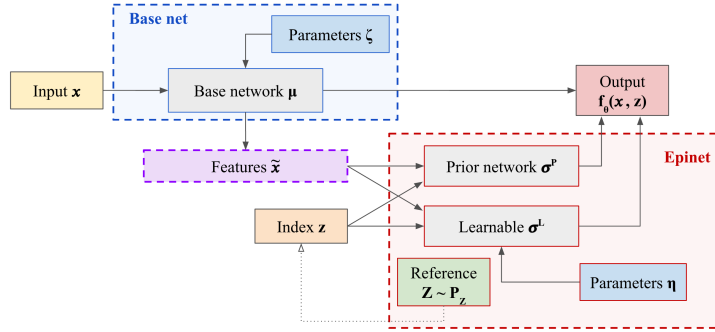 Base net
Parameters ζ
Input x
Base network μ
Output
f_θ(x, z)
Features x̃
Epinet
Prior network σ^P
Index z
Learnable σ^L
Reference
Z ~ P_Z
Parameters η